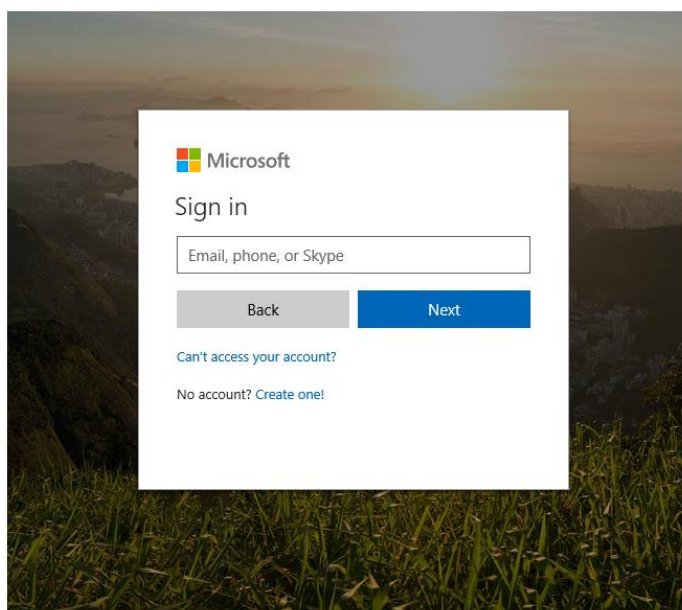 Microsoft
Sign in
Email, phone, or Skype
Back Next
Can't access your account?
No account? Create one!